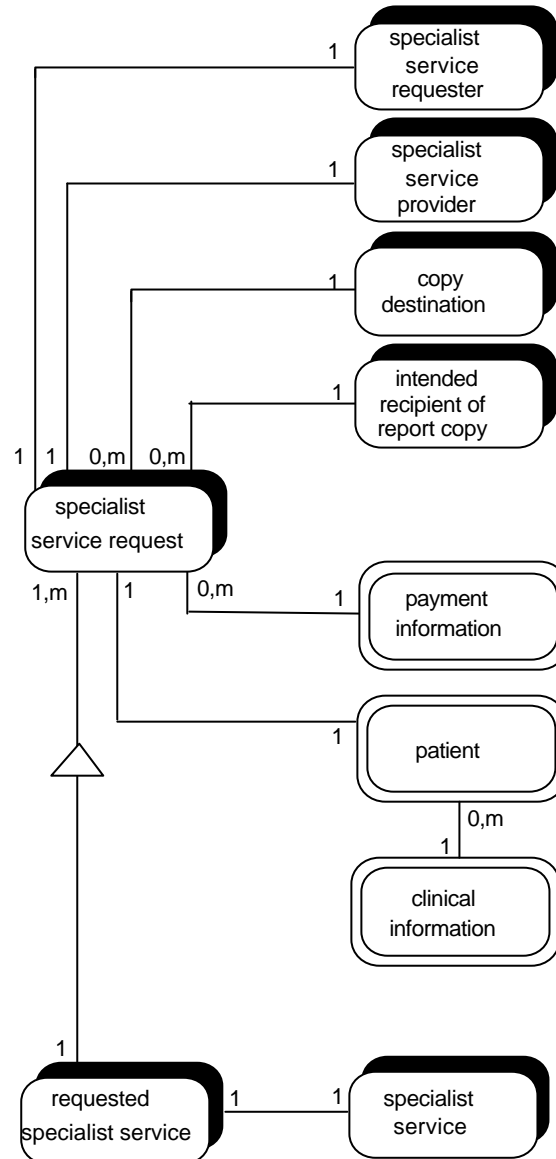 specialist
service
requester
1
specialist
service
provider
1
copy
destination
1
intended
recipient of
report copy
1
1 1 0,m 0,m
specialist
service request
1,m 1 0,m
payment
information
1
patient
1
0,m
1
clinical
information
1
requested
specialist service
1 1
specialist
service